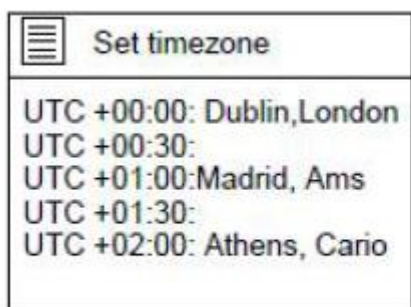 Set timezone
UTC +00:00: Dublin,London
UTC +00:30:
UTC +01:00:Madrid, Ams
UTC +01:30:
UTC +02:00: Athens, Cario